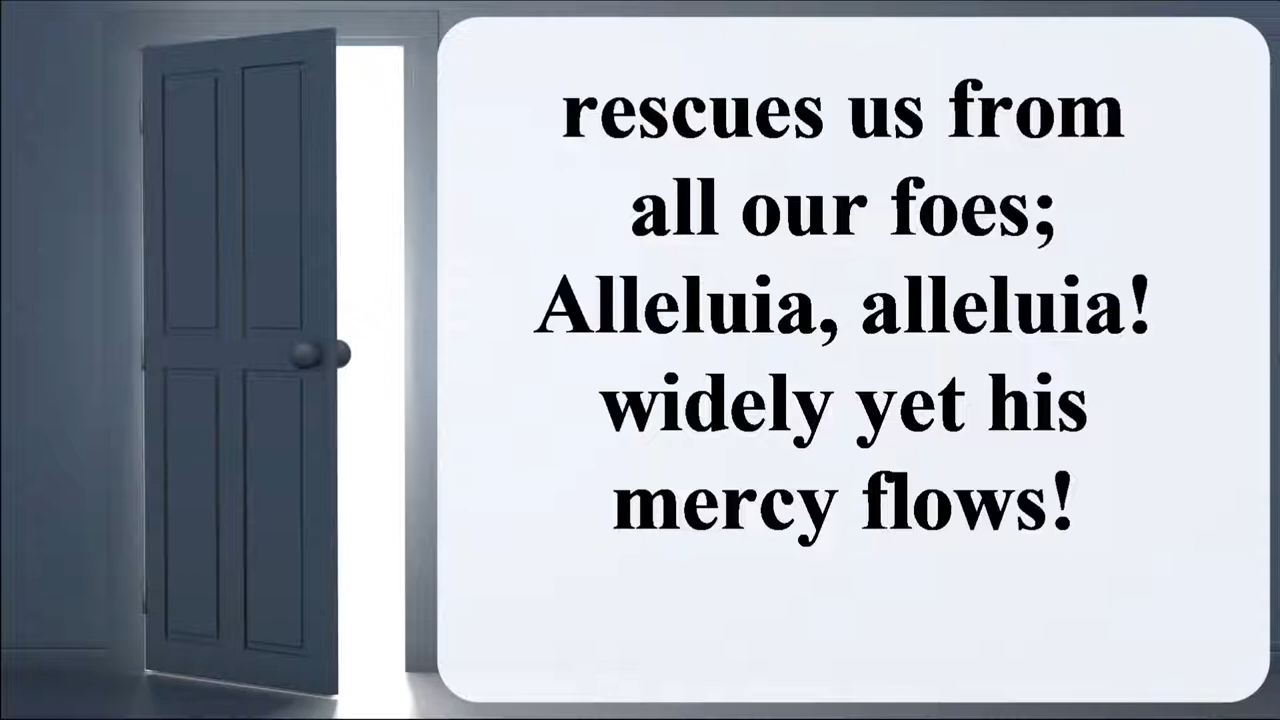 rescues us from
all our foes;
Alleluia, alleluia!
widely yet his
mercy flows!